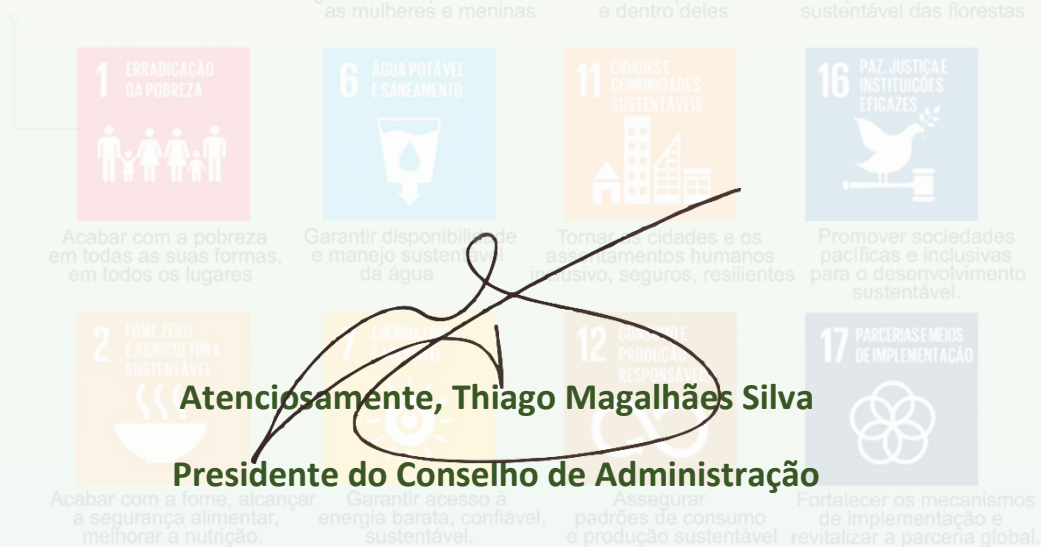 as mulheres e meninas
e dentro deles
sustentável das florestas
1 ERRADICAÇÃO
DA POBREZA
6 ÁGUA POTÁVEL
E SANEAMENTO
11 CIDADES E
COMUNIDADES
SUSTENTÁVEIS
16 PAZ, JUSTIÇA E
INSTITUIÇÕES
EFICAZES
Acabar com a pobreza
em todas as suas formas,
em todos os lugares
Garantir disponibilidade
e manejo sustentável
da água
Tornar as cidades e os
assentamentos humanos
inclusivo, seguros, resilientes
Promover sociedades
pacíficas e inclusivas
para o desenvolvimento
sustentável.
2 FOME ZERO
E AGRICULTURA
SUSTENTÁVEL
7 ENERGIA
12 CONSUMO E
PRODUÇÃO
RESPONSÁVEIS
17 PARCERIAS E MEIOS
DE IMPLEMENTAÇÃO
Atenciosamente, Thiago Magalhães Silva
Presidente do Conselho de Administração
Acabar com a fome, alcançar
a segurança alimentar,
melhorar a nutrição.
Garantir acesso à
energia barata, confiável,
sustentável.
Assegurar
padrões de consumo
e produção sustentável
Fortalecer os mecanismos
de implementação e
revitalizar a parceria global.